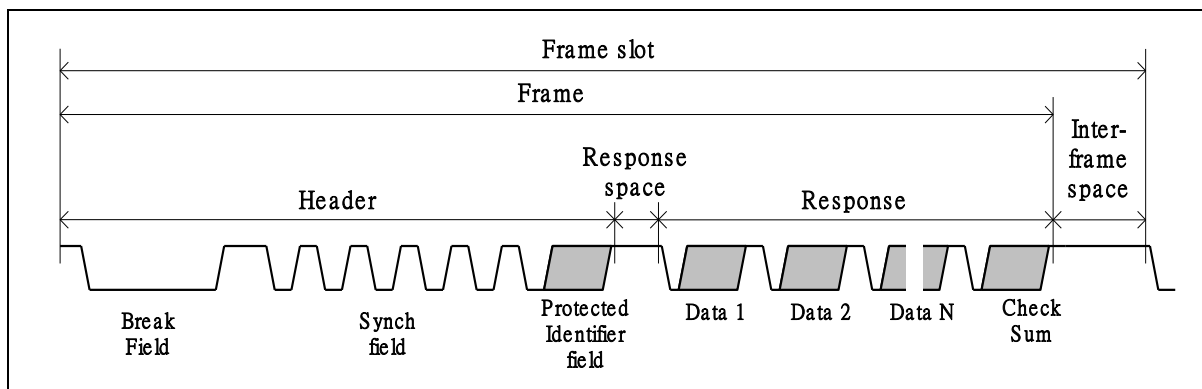 Frame slot
Frame
Inter-
frame
space
Response
space
Header
Response
Break
Field
Synch
field
Protected
Identifier
field
Data 1
Data 2
Data N
Check
Sum